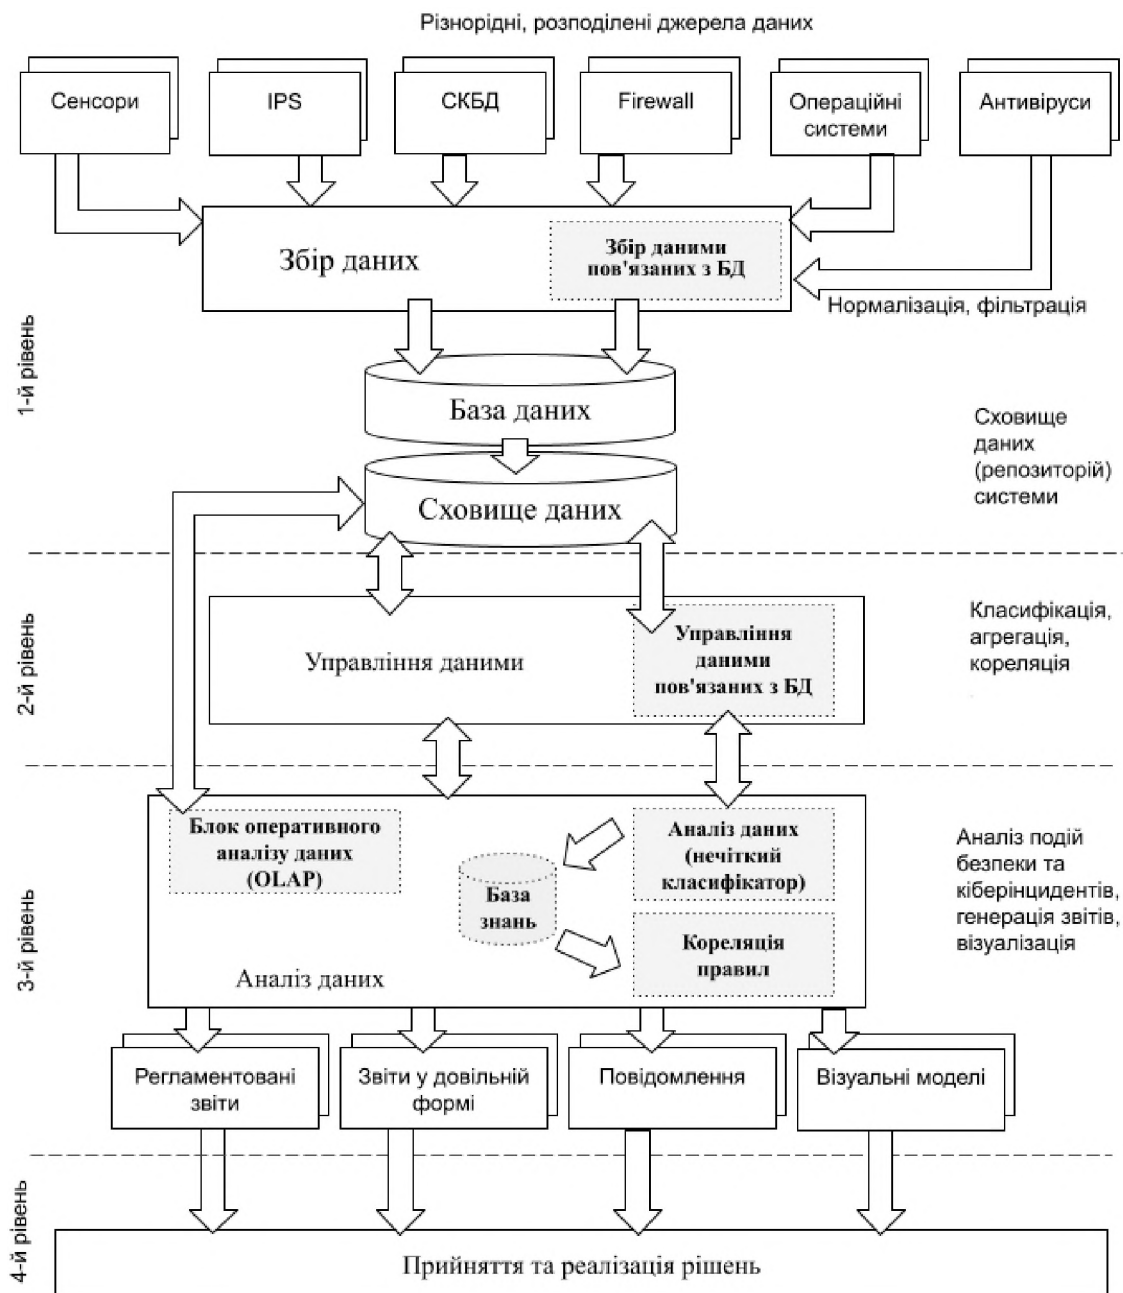 Різнорідні, розподілені джерела даних
Сенсори
IPS
СКБД
Firewall
Операційні
системи
Антивіруси
Збір даних
Збір даними
пов'язаних з БД
Нормалізація, фільтрація
1-й рівень
База даних
Сховище даних
Сховище
даних
(репозиторій)
системи
2-й рівень
Управління даними
Управління
даними
пов'язаних з БД
Класифікація,
агрегація,
кореляція
3-й рівень
Блок оперативного
аналізу даних
(OLAP)
База
знань
Аналіз даних
(нечіткий
класифікатор)
Кореляція
правил
Аналіз даних
Аналіз подій
безпеки та
кіберінцидентів,
генерація звітів,
візуалізація
Регламентовані
звіти
Звіти у довільній
формі
Повідомлення
Візуальні моделі
4-й рівень
Прийняття та реалізація рішень